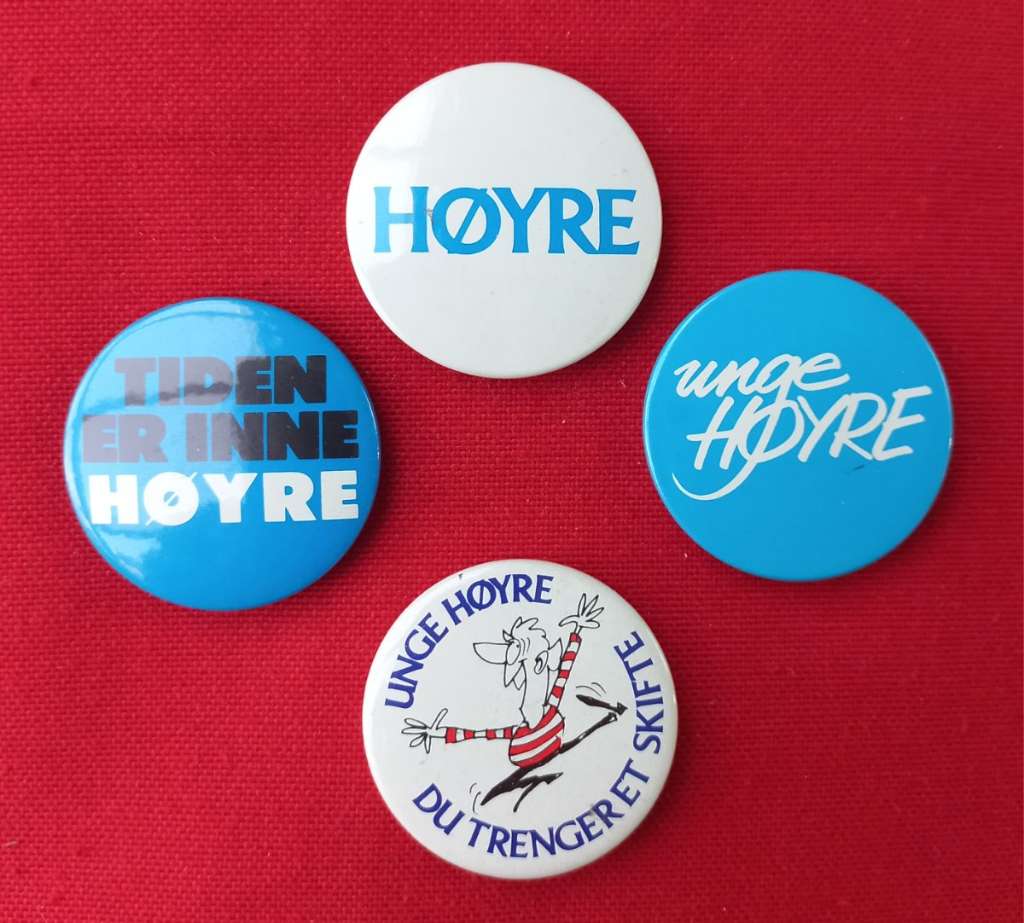 HØYRE
TIDEN
ER INNE
HØYRE
unge
HØYRE
UNGE HØYRE
DU TRENGER ET SKIFTE